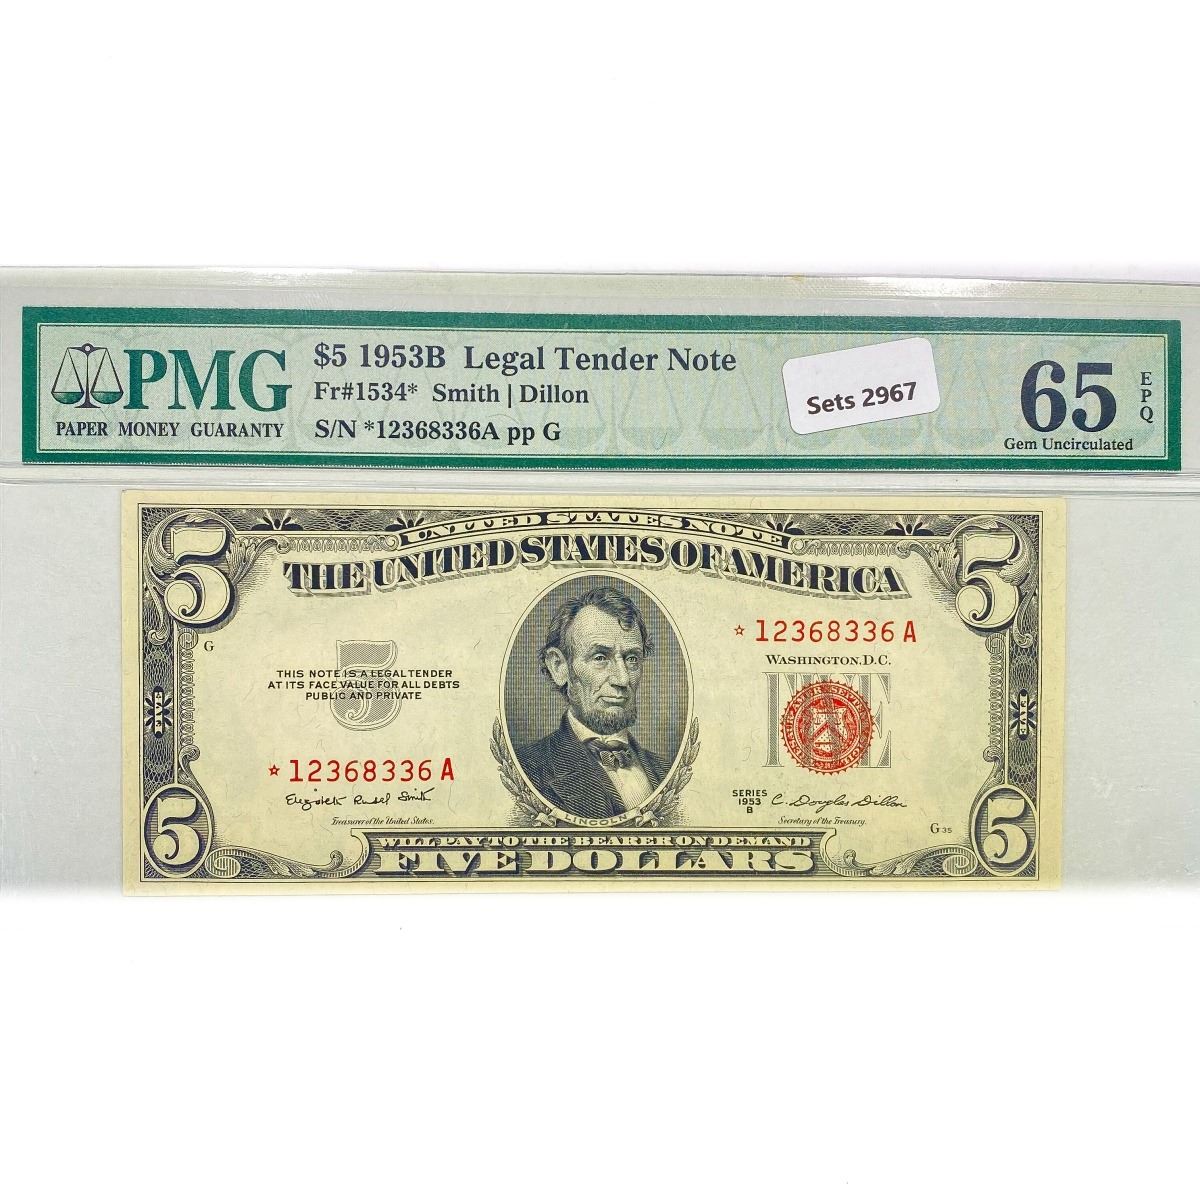 PMG
PAPER MONEY GUARANTY
$5 1953B Legal Tender Note
Fr#1534* Smith | Dillon
S/N *12368336A pp G
Sets 2967
65
EPQ
Gem Uncirculated
5
5
UNITED STATES NOTE
THE UNITED STATES OF AMERICA
G
5
THIS NOTE IS A LEGAL TENDER
AT ITS FACE VALUE FOR ALL DEBTS
PUBLIC AND PRIVATE
* 12368336 A
WASHINGTON, D.C.
FIVE
FIVE
FIVE
* 12368336 A
Elizabeth Rudel Smith
Treasurer of the United States.
LINCOLN
SERIES
1953
B
C. Douglas Dillon
Secretary of the Treasury.
G 35
5
5
WILL PAY TO THE BEARER ON DEMAND
FIVE DOLLARS